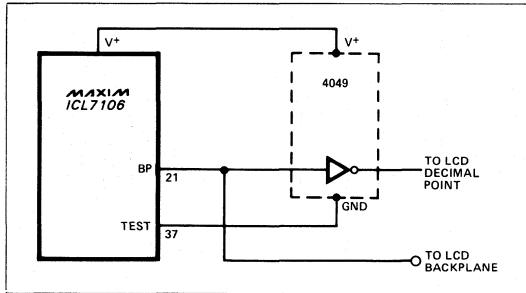 V+
V+
MAXIM
ICL7106
4049
BP
21
TO LCD
DECIMAL
POINT
GND
TEST
37
TO LCD
BACKPLANE